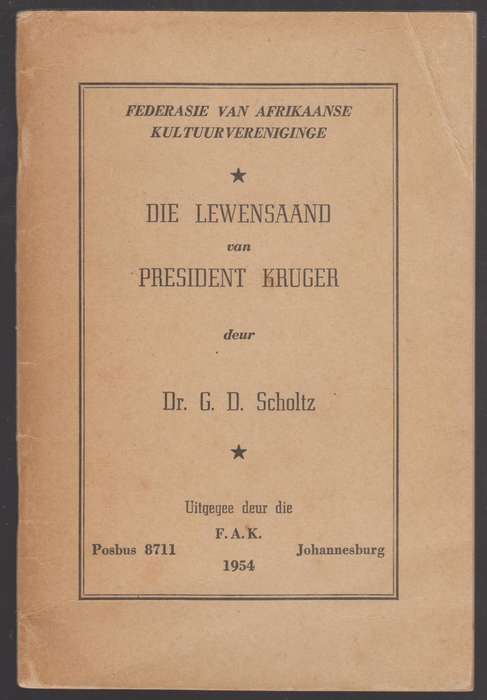 FEDERASIE VAN AFRIKAANSE
KULTUURVERENIGINGE
★
DIE LEWENSAAND
van
PRESIDENT KRUGER
deur
Dr. G. D. Scholtz
★
Uitgegee deur die
F.A.K.
Posbus 8711 Johannesburg
1954